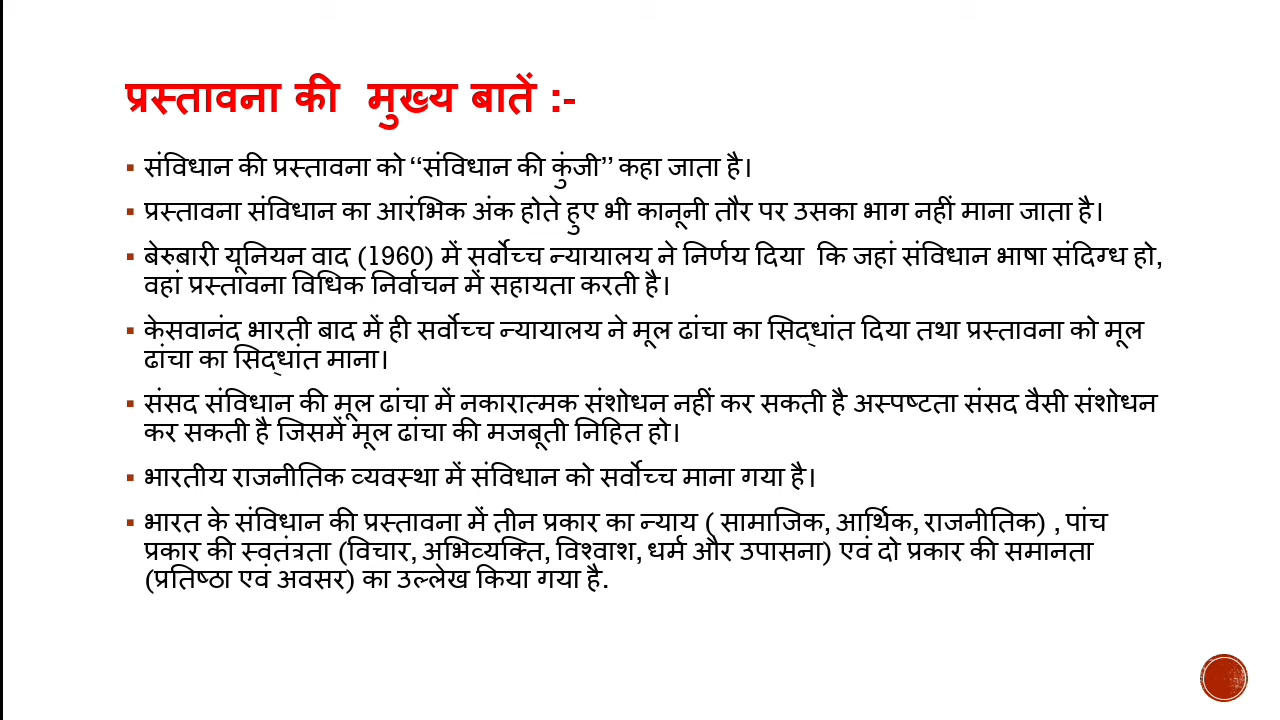 प्रस्तावना की मुख्य बातें :-
▪ संविधान की प्रस्तावना को ‘‘संविधान की कुंजी’’ कहा जाता है।
▪ प्रस्तावना संविधान का आरंभिक अंक होते हुए भी कानूनी तौर पर उसका भाग नहीं माना जाता है।
▪ बेरुबारी यूनियन वाद (1960) में सर्वोच्च न्यायालय ने निर्णय दिया कि जहां संविधान भाषा संदिग्ध हो,
वहां प्रस्तावना विधिक निर्वाचन में सहायता करती है।
▪ केसवानंद भारती बाद में ही सर्वोच्च न्यायालय ने मूल ढांचा का सिद्धांत दिया तथा प्रस्तावना को मूल
ढांचा का सिद्धांत माना।
▪ संसद संविधान की मूल ढांचा में नकारात्मक संशोधन नहीं कर सकती है अस्पष्टता संसद वैसी संशोधन
कर सकती है जिसमें मूल ढांचा की मजबूती निहित हो।
▪ भारतीय राजनीतिक व्यवस्था में संविधान को सर्वोच्च माना गया है।
▪ भारत के संविधान की प्रस्तावना में तीन प्रकार का न्याय ( सामाजिक, आर्थिक, राजनीतिक) , पांच
प्रकार की स्वतंत्रता (विचार, अभिव्यक्ति, विश्वाश, धर्म और उपासना) एवं दो प्रकार की समानता
(प्रतिष्ठा एवं अवसर) का उल्लेख किया गया है.